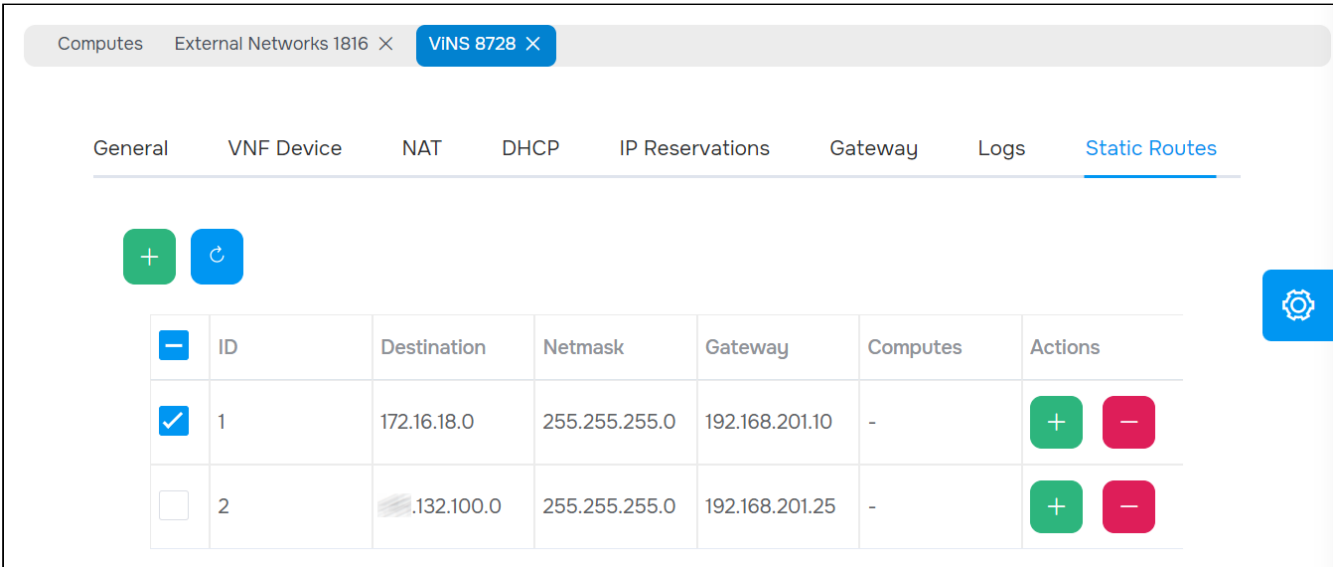 Computes External Networks 1816 ViNS 8728
General VNF Device NAT DHCP IP Reservations Gateway Logs Static Routes
ID Destination Netmask Gateway Computes Actions
1 172.16.18.0 255.255.255.0 192.168.201.10 -
2 .132.100.0 255.255.255.0 192.168.201.25 -